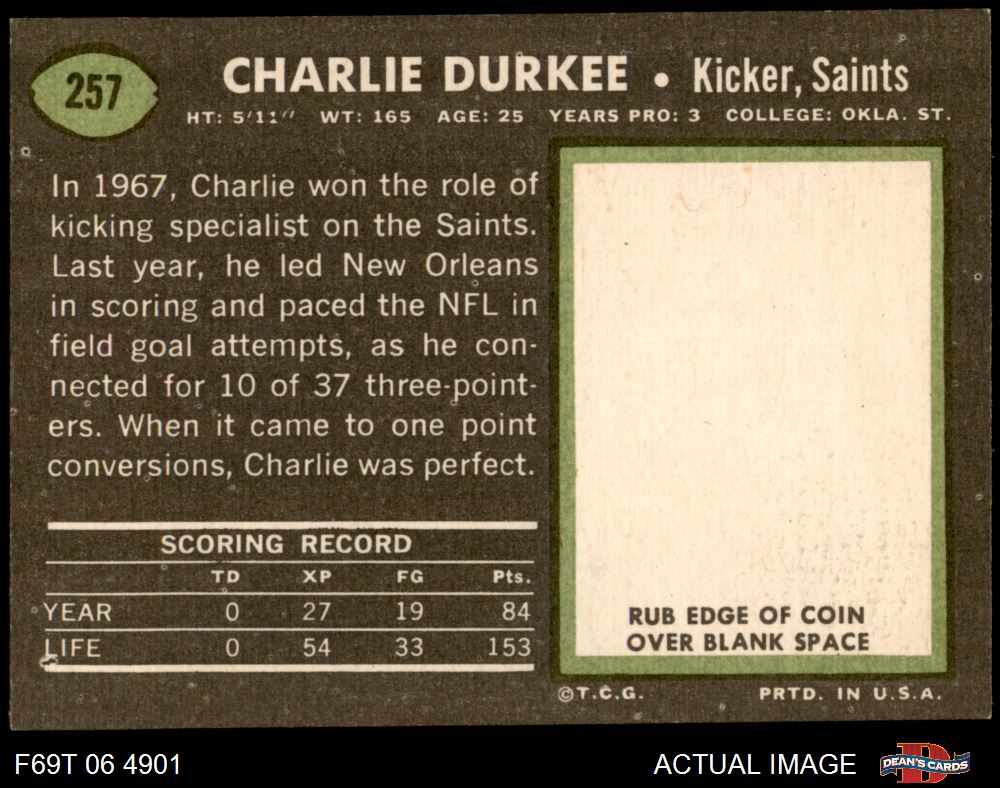 257
CHARLIE DURKEE • Kicker, Saints
HT: 5'11" WT: 165 AGE: 25 YEARS PRO: 3 COLLEGE: OKLA. ST.
In 1967, Charlie won the role of
kicking specialist on the Saints.
Last year, he led New Orleans
in scoring and paced the NFL in
field goal attempts, as he con-
nected for 10 of 37 three-point-
ers. When it came to one point
conversions, Charlie was perfect.
SCORING RECORD
TD XP FG Pts.
YEAR 0 27 19 84
LIFE 0 54 33 153
RUB EDGE OF COIN
OVER BLANK SPACE
©T.C.G. PRTD. IN U.S.A.
F69T 06 4901 ACTUAL IMAGE DEAN'S CARDS